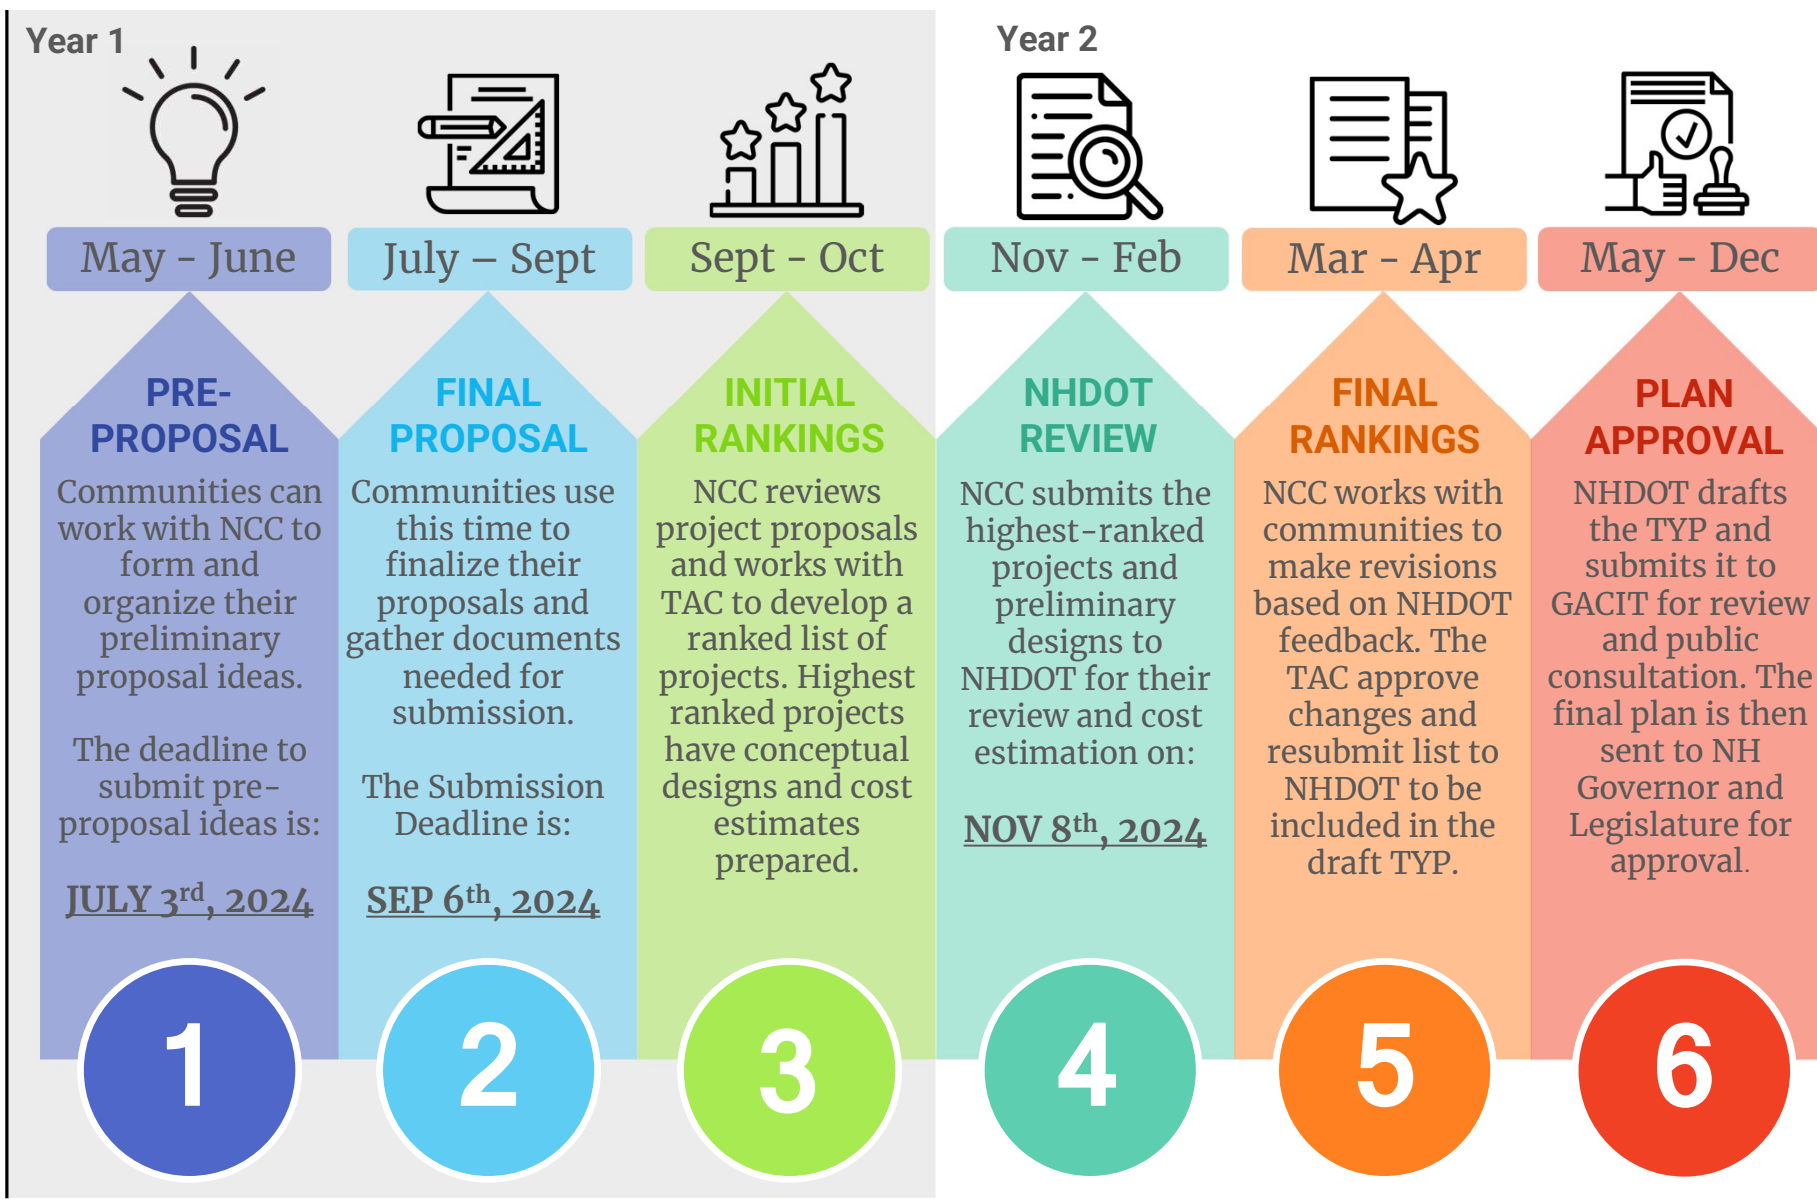 Year 1
Year 2
May - June
July – Sept
Sept - Oct
Nov - Feb
Mar - Apr
May - Dec
PRE-
PROPOSAL
Communities can
work with NCC to
form and
organize their
preliminary
proposal ideas.
The deadline to
submit pre-
proposal ideas is:
JULY 3rd, 2024
1
FINAL
PROPOSAL
Communities use
this time to
finalize their
proposals and
gather documents
needed for
submission.
The Submission
Deadline is:
SEP 6th, 2024
2
INITIAL
RANKINGS
NCC reviews
project proposals
and works with
TAC to develop a
ranked list of
projects. Highest
ranked projects
have conceptual
designs and cost
estimates
prepared.
3
NHDOT
REVIEW
NCC submits the
highest-ranked
projects and
preliminary
designs to
NHDOT for their
review and cost
estimation on:
NOV 8th, 2024
4
FINAL
RANKINGS
NCC works with
communities to
make revisions
based on NHDOT
feedback. The
TAC approve
changes and
resubmit list to
NHDOT to be
included in the
draft TYP.
5
PLAN
APPROVAL
NHDOT drafts
the TYP and
submits it to
GACIT for review
and public
consultation. The
final plan is then
sent to NH
Governor and
Legislature for
approval.
6